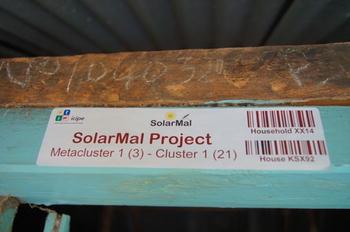 icipe
SolarMal
SolarMal Project
Metacluster 1 (3) - Cluster 1 (21)
Household XX14
House KSX92